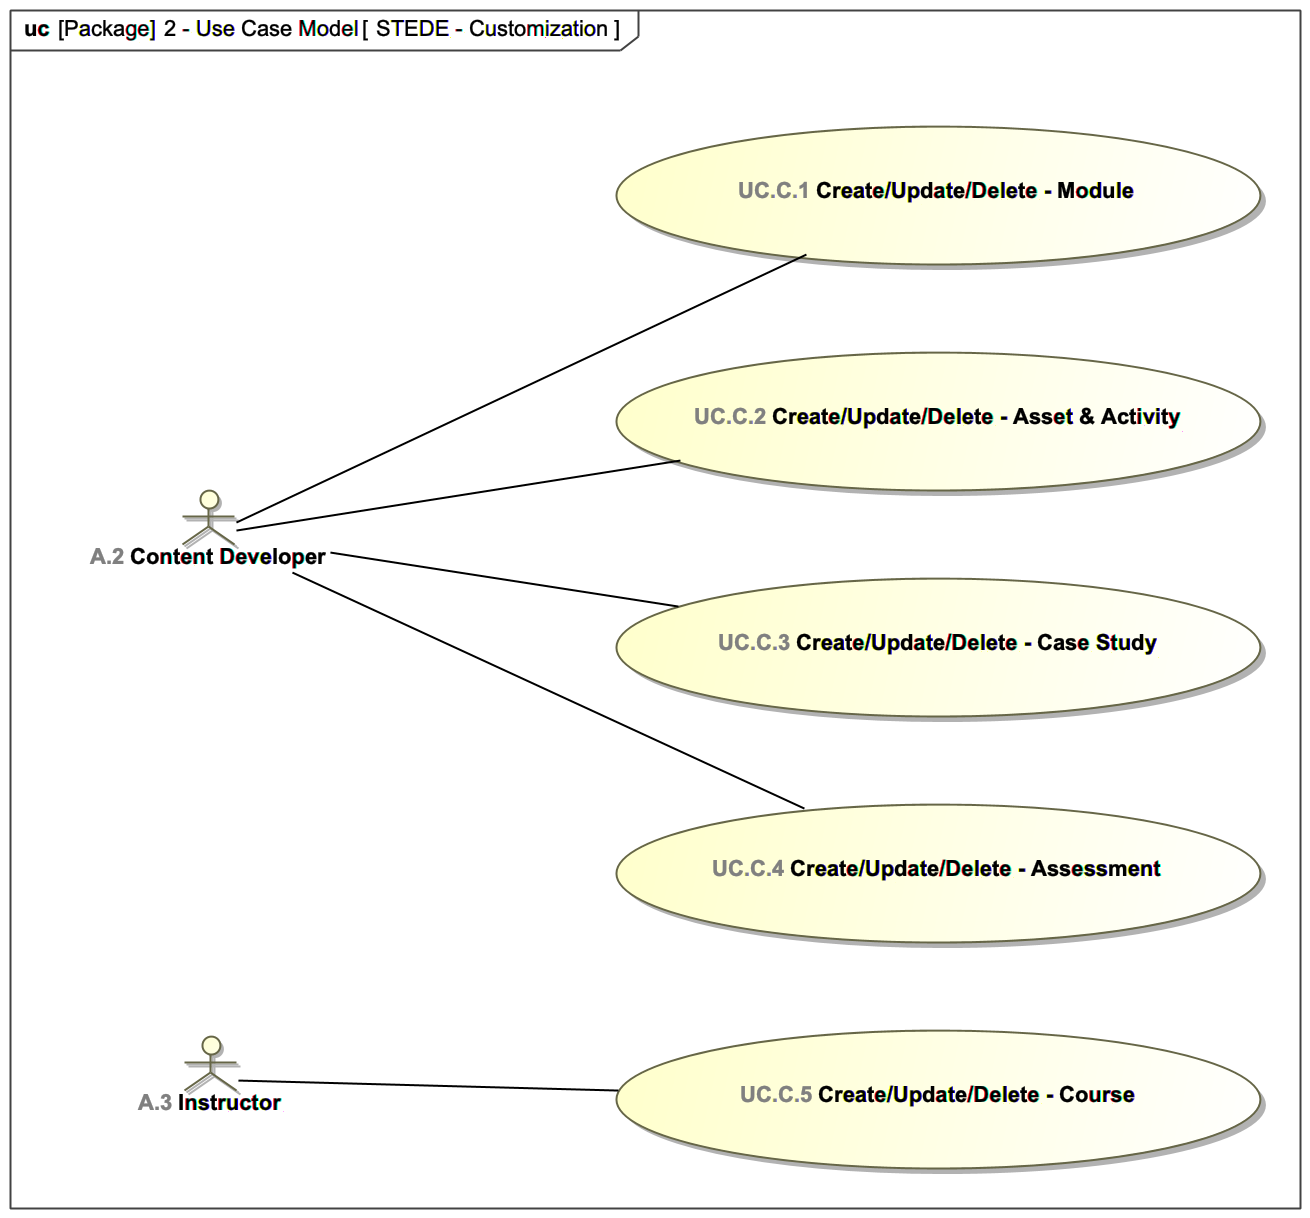 uc [Package] 2 - Use Case Model [ STEDE - Customization ]
UC.C.1 Create/Update/Delete - Module
UC.C.2 Create/Update/Delete - Asset & Activity
A.2 Content Developer
UC.C.3 Create/Update/Delete - Case Study
UC.C.4 Create/Update/Delete - Assessment
A.3 Instructor
UC.C.5 Create/Update/Delete - Course